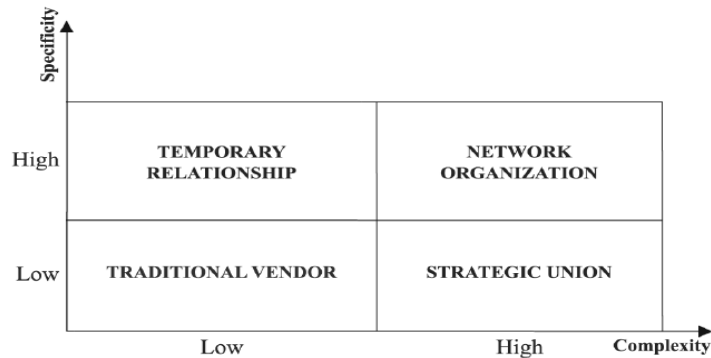 Specificity
High
TEMPORARY
RELATIONSHIP
NETWORK
ORGANIZATION
Low
TRADITIONAL VENDOR
STRATEGIC UNION
Low
High
Complexity